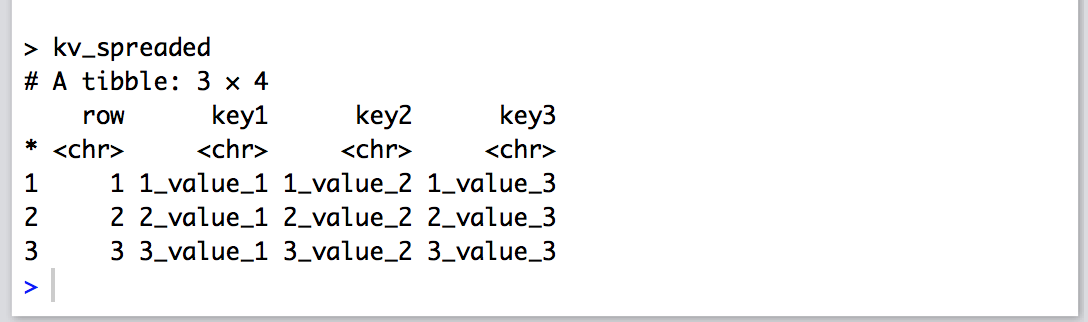 > kv_spreaded
# A tibble: 3 × 4
    row      key1      key2      key3
* <chr>     <chr>     <chr>     <chr>
1     1 1_value_1 1_value_2 1_value_3
2     2 2_value_1 2_value_2 2_value_3
3     3 3_value_1 3_value_2 3_value_3
>